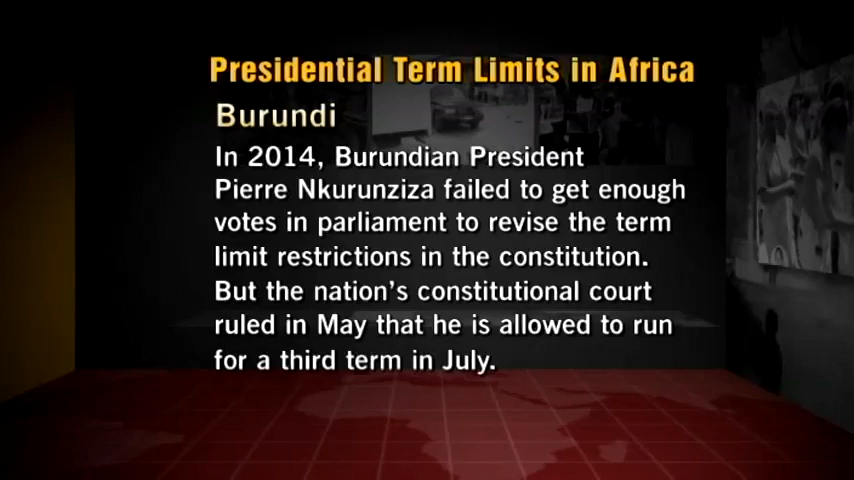 Presidential Term Limits in Africa
Burundi
In 2014, Burundian President
Pierre Nkurunziza failed to get enough
votes in parliament to revise the term
limit restrictions in the constitution.
But the nation's constitutional court
ruled in May that he is allowed to run
for a third term in July.